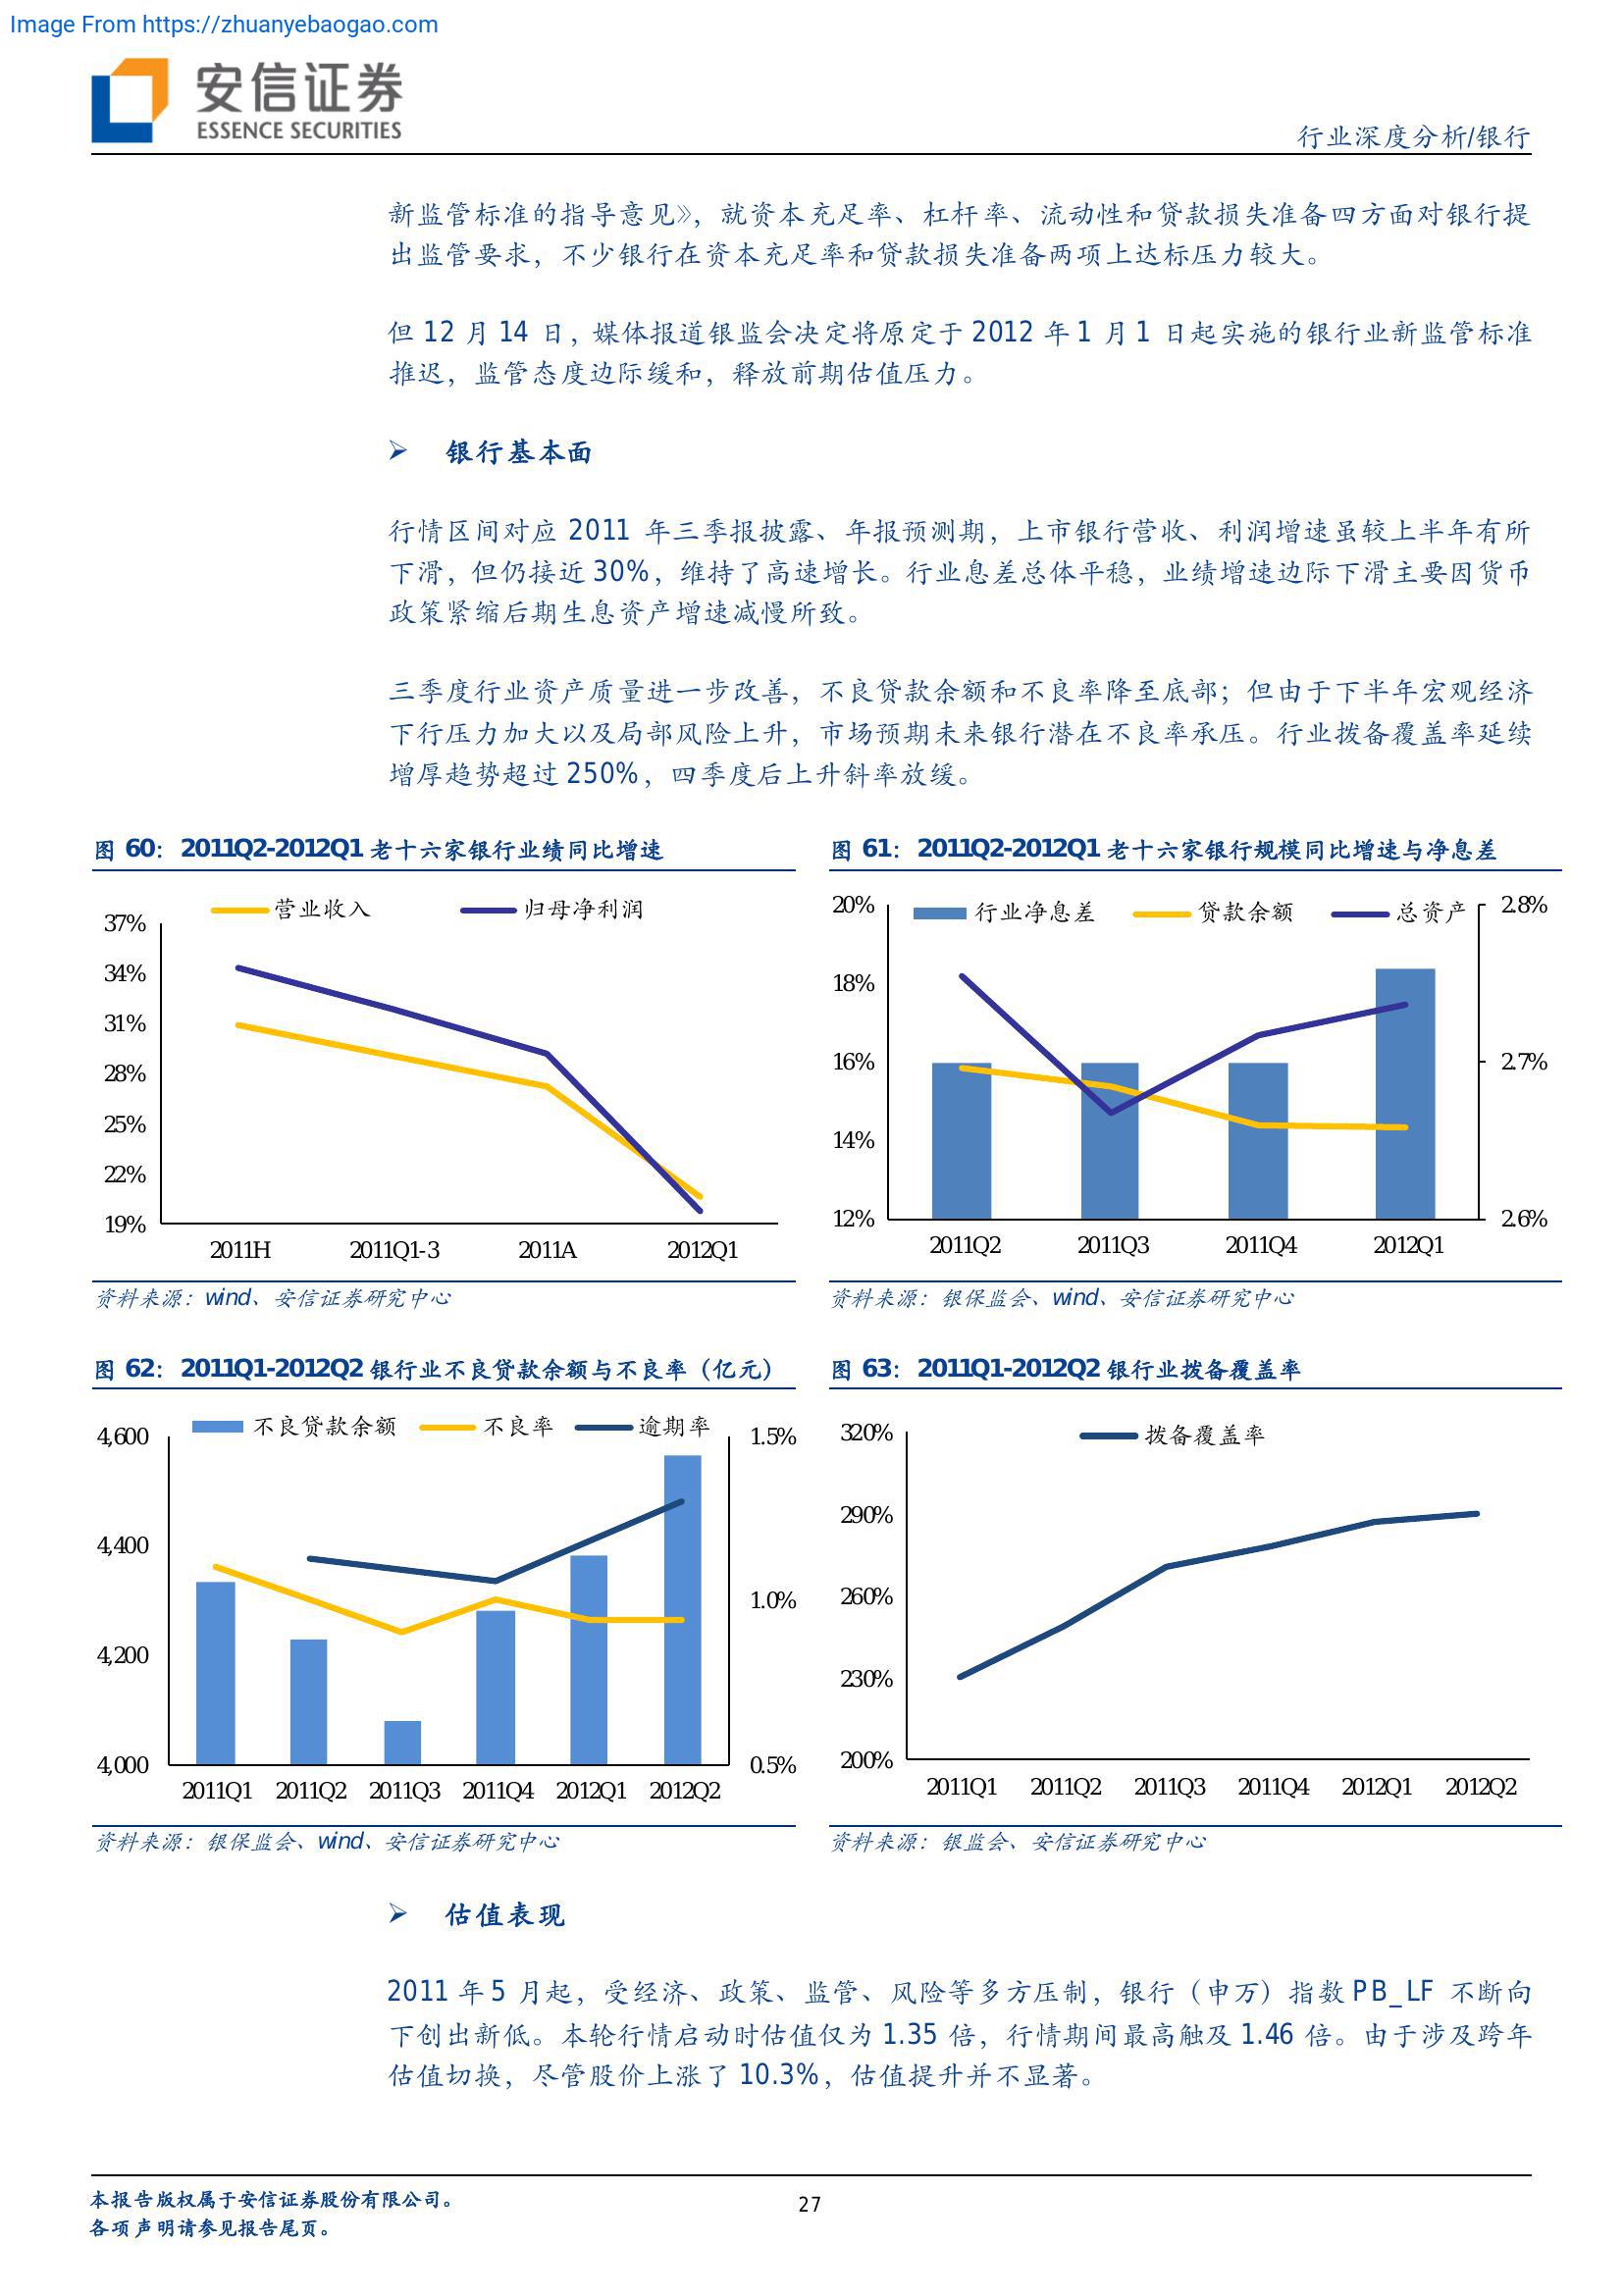 Image From https://zhuanyebaogao.com
安信证券
ESSENCE SECURITIES
行业深度分析/银行
新监管标准的指导意见》，就资本充足率、杠杆率、流动性和贷款损失准备四方面对银行提
出监管要求，不少银行在资本充足率和贷款损失准备两项上达标压力较大。
但 12 月 14 日，媒体报道银监会决定将原定于 2012 年 1 月 1 日起实施的银行业新监管标准
推迟，监管态度边际缓和，释放前期估值压力。
➢ 银行基本面
行情区间对应 2011 年三季报披露、年报预测期，上市银行营收、利润增速虽较上半年有所
下滑，但仍接近 30%，维持了高速增长。行业息差总体平稳，业绩增速边际下滑主要因货币
政策紧缩后期生息资产增速减慢所致。
三季度行业资产质量进一步改善，不良贷款余额和不良率降至底部；但由于下半年宏观经济
下行压力加大以及局部风险上升，市场预期未来银行潜在不良率承压。行业拨备覆盖率延续
增厚趋势超过 250%，四季度后上升斜率放缓。
图 60：2011Q2-2012Q1 老十六家银行业绩同比增速
营业收入 归母净利润
37%
34%
31%
28%
25%
22%
19%
2011H 2011Q1-3 2011A 2012Q1
资料来源：wind、安信证券研究中心
图 61：2011Q2-2012Q1 老十六家银行规模同比增速与净息差
行业净息差 贷款余额 总资产
20% 2.8%
18%
16% 2.7%
14%
12% 2.6%
2011Q2 2011Q3 2011Q4 2012Q1
资料来源：银保监会、wind、安信证券研究中心
图 62：2011Q1-2012Q2 银行业不良贷款余额与不良率（亿元）
不良贷款余额 不良率 逾期率
4,600 1.5%
4,400
1.0%
4,200
4,000 0.5%
2011Q1 2011Q2 2011Q3 2011Q4 2012Q1 2012Q2
资料来源：银保监会、wind、安信证券研究中心
图 63：2011Q1-2012Q2 银行业拨备覆盖率
拨备覆盖率
320%
290%
260%
230%
200%
2011Q1 2011Q2 2011Q3 2011Q4 2012Q1 2012Q2
资料来源：银监会、安信证券研究中心
➢ 估值表现
2011 年 5 月起，受经济、政策、监管、风险等多方压制，银行（申万）指数 PB_LF 不断向
下创出新低。本轮行情启动时估值仅为 1.35 倍，行情期间最高触及 1.46 倍。由于涉及跨年
估值切换，尽管股价上涨了 10.3%，估值提升并不显著。
本报告版权属于安信证券股份有限公司。
各项声明请参见报告尾页。
27